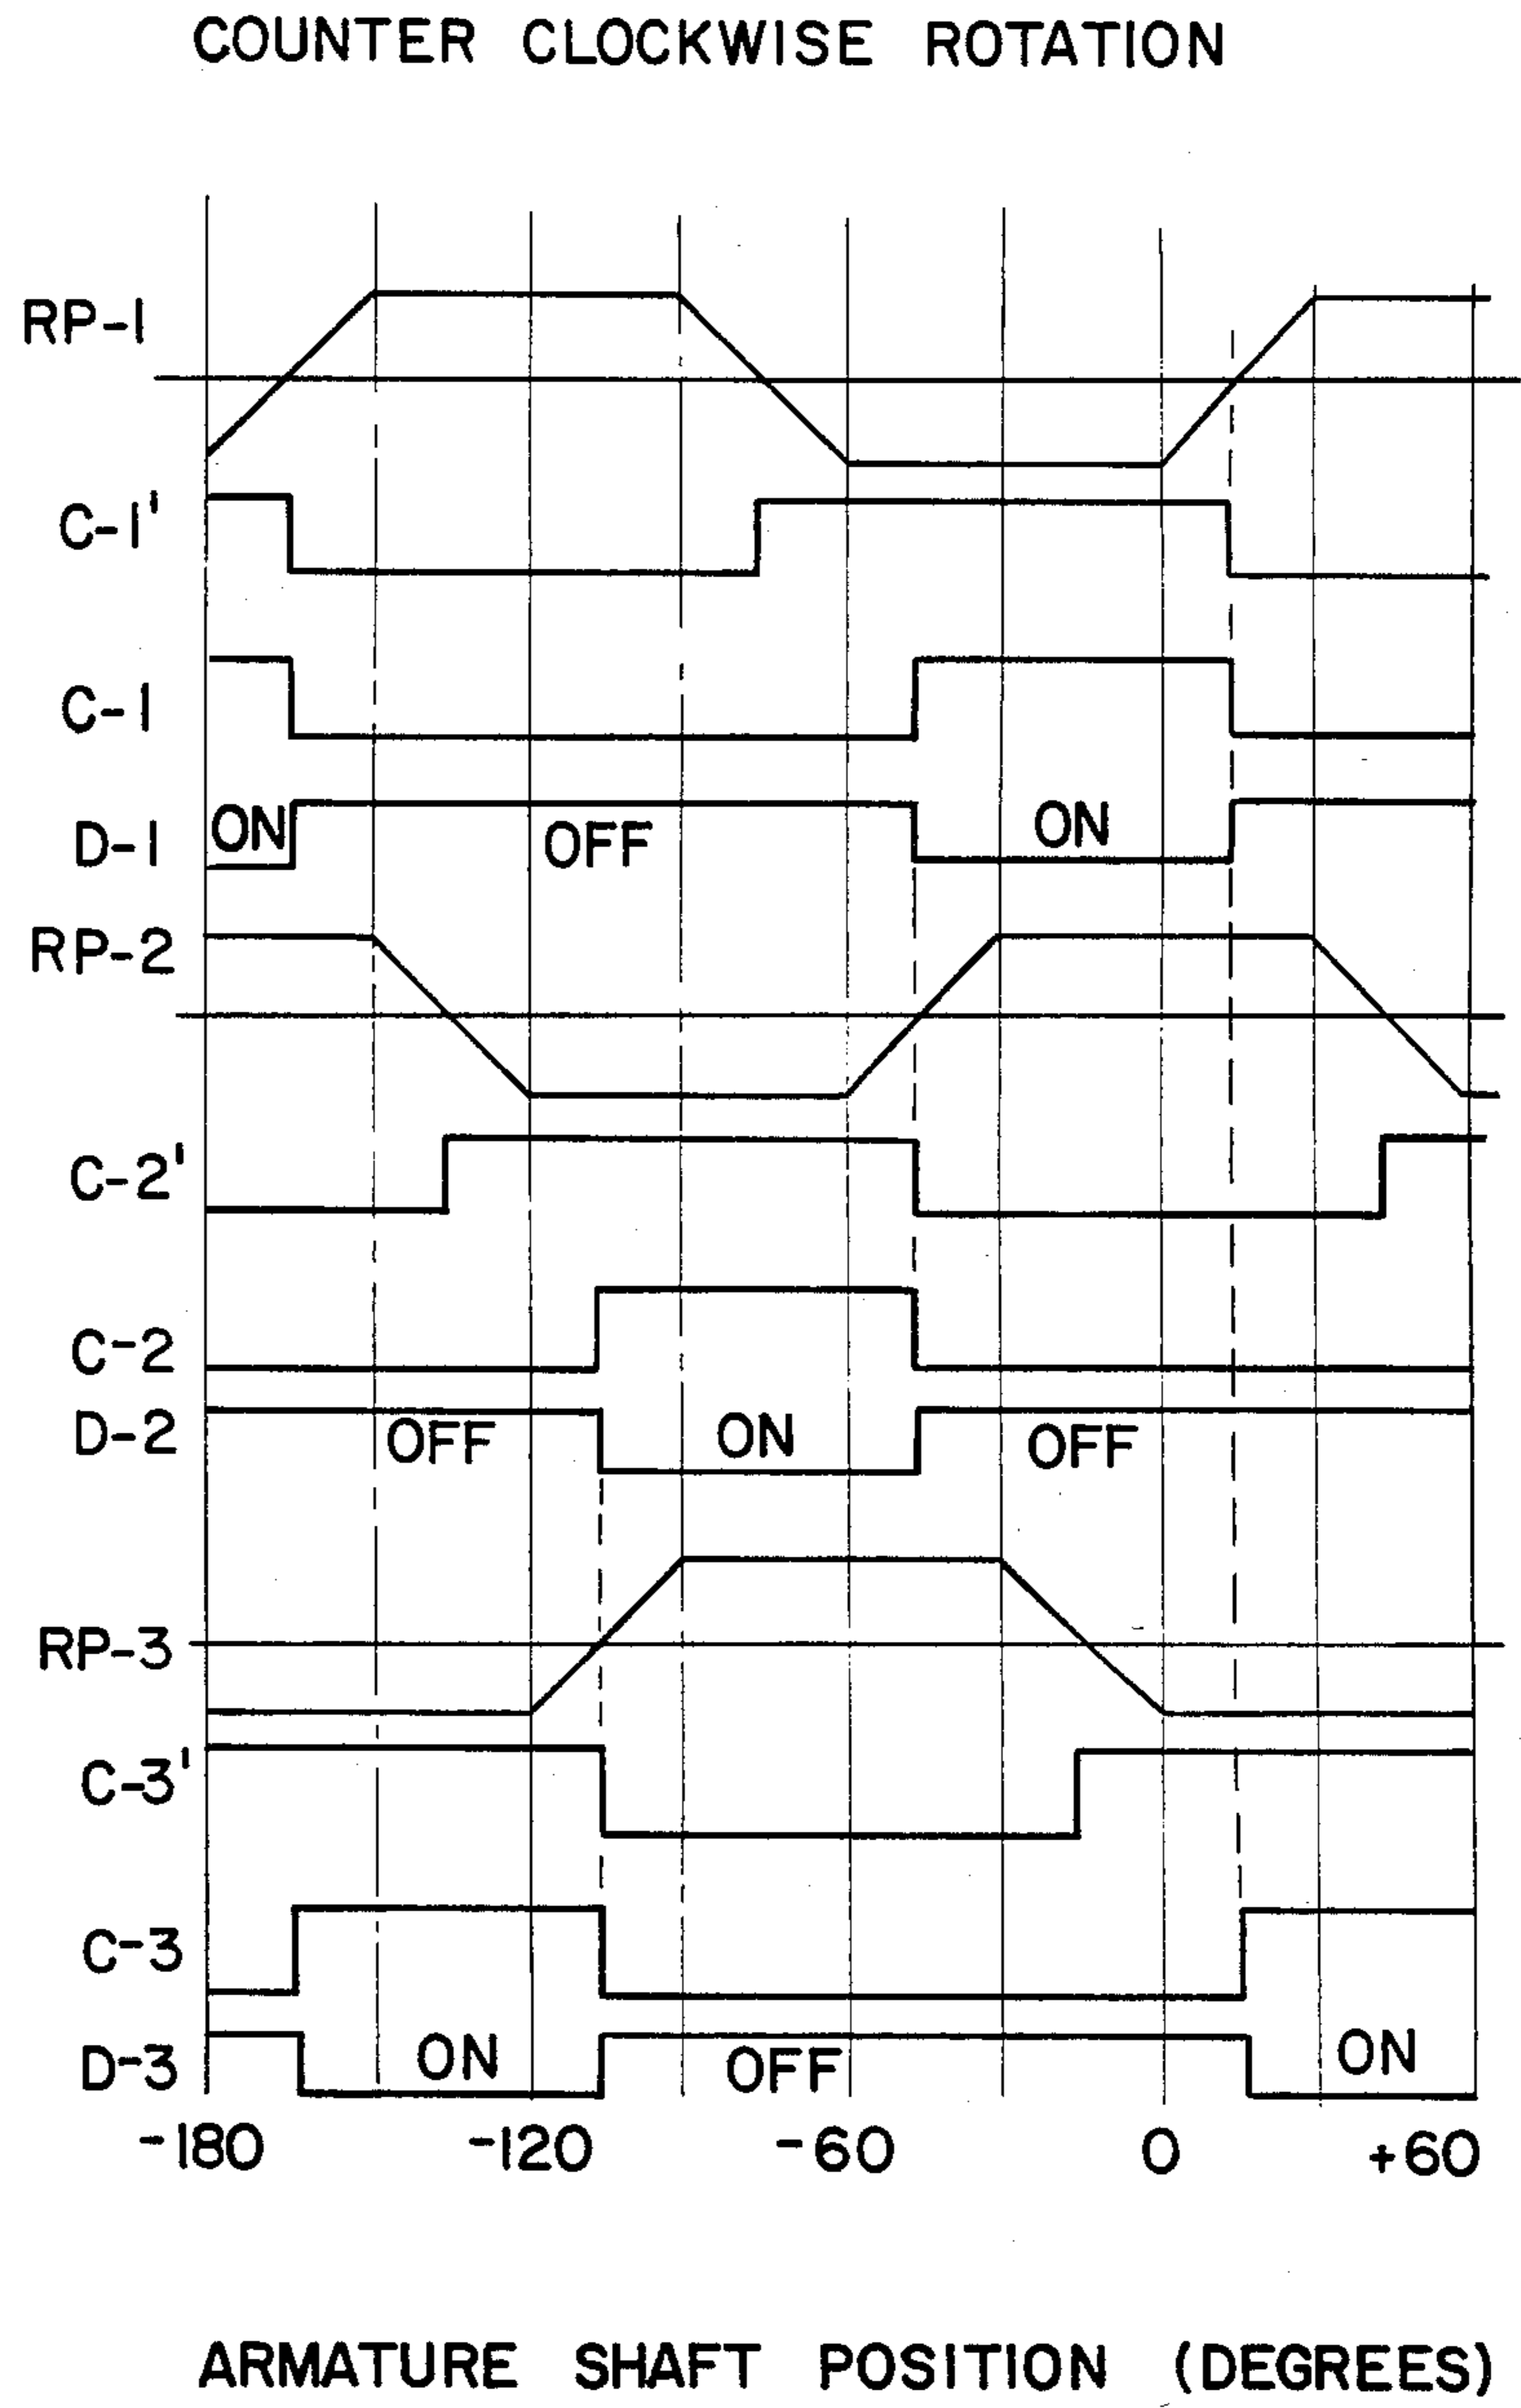 COUNTER CLOCKWISE ROTATION
RP-1
C-1'
C-1
D-1
ON
OFF
ON
RP-2
C-2'
C-2
D-2
OFF
ON
OFF
RP-3
C-3'
C-3
D-3
ON
OFF
ON
-180 -120 -60 0 +60
ARMATURE SHAFT POSITION (DEGREES)